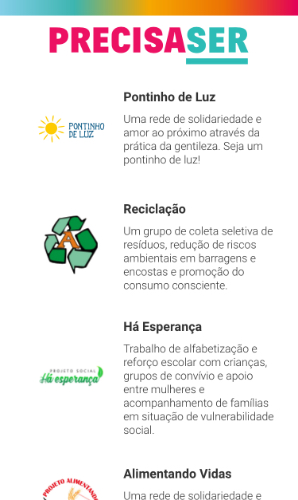 PRECISASER
Pontinho de Luz
PONTINHO
DE LUZ
Uma rede de solidariedade e
amor ao próximo através da
prática da gentileza. Seja um
pontinho de luz!
Reciclação
A
Um grupo de coleta seletiva de
resíduos, redução de riscos
ambientais em barragens e
encostas e promoção do
consumo consciente.
Há Esperança
PROJETO SOCIAL
Há esperança
Trabalho de alfabetização e
reforço escolar com crianças,
grupos de convívio e apoio
entre mulheres e
acompanhamento de famílias
em situação de vulnerabilidade
social.
Alimentando Vidas
PROJETO ALIMENTANDO
Uma rede de solidariedade e